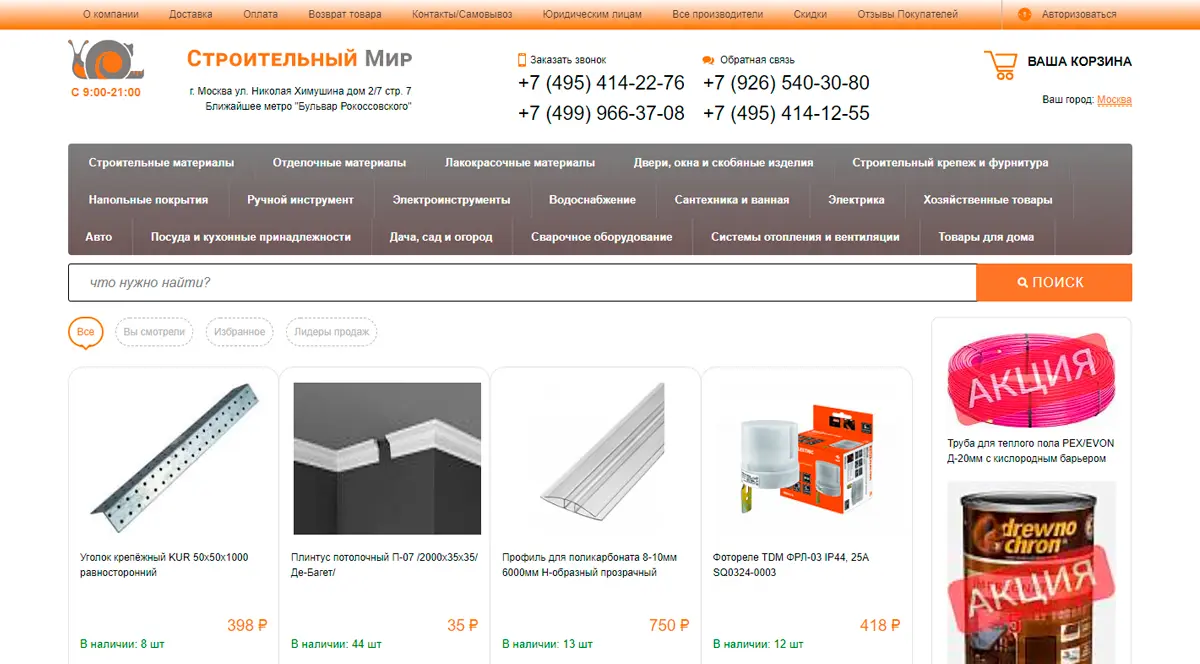 О компании Доставка Оплата Возврат товара Контакты/Самовывоз Юридическим лицам Все производители Скидки Отзывы Покупателей Авторизоваться
Строительный Мир
С 9:00-21:00
г. Москва ул. Николая Химушина дом 2/7 стр. 7
Ближайшее метро "Бульвар Рокоссовского"
Заказать звонок
+7 (495) 414-22-76
+7 (499) 966-37-08
Обратная связь
+7 (926) 540-30-80
+7 (495) 414-12-55
ВАША КОРЗИНА
Ваш город: Москва
Строительные материалы Отделочные материалы Лакокрасочные материалы Двери, окна и скобяные изделия Строительный крепеж и фурнитура
Напольные покрытия Ручной инструмент Электроинструменты Водоснабжение Сантехника и ванная Электрика Хозяйственные товары
Авто Посуда и кухонные принадлежности Дача, сад и огород Сварочное оборудование Системы отопления и вентиляции Товары для дома
что нужно найти? ПОИСК
Все Вы смотрели Избранное Лидеры продаж
Уголок крепёжный KUR 50х50х1000
равносторонний
398 ₽
В наличии: 8 шт
Плинтус потолочный П-07 /2000х35х35/
Де-Багет/
35 ₽
В наличии: 44 шт
Профиль для поликарбоната 8-10мм
6000мм Н-образный прозрачный
750 ₽
В наличии: 13 шт
Фотореле TDM ФРЛ-03 IP44, 25А
SQ0324-0003
418 ₽
В наличии: 12 шт
АКЦИЯ
Труба для теплого пола PEX/EVON
Д-20мм с кислородным барьером
drewno
chron
АКЦИЯ